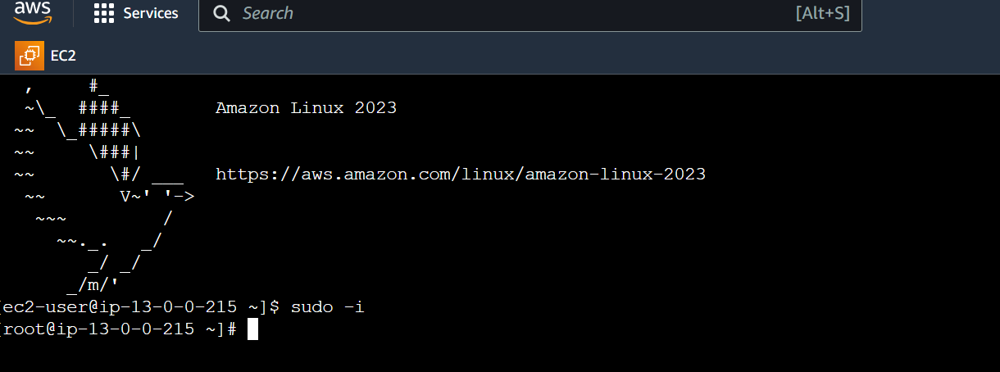 aws
Services
Search
[Alt+S]
EC2
   ,     #_
  ~\_  ####_        Amazon Linux 2023
 ~~  \_#####\
 ~~     \###|
 ~~       \#/ ___   https://aws.amazon.com/linux/amazon-linux-2023
  ~~       V~' '->
   ~~~         /
     ~~._.   _/
        _/ _/
      _/m/'
[ec2-user@ip-13-0-0-215 ~]$ sudo -i
[root@ip-13-0-0-215 ~]#